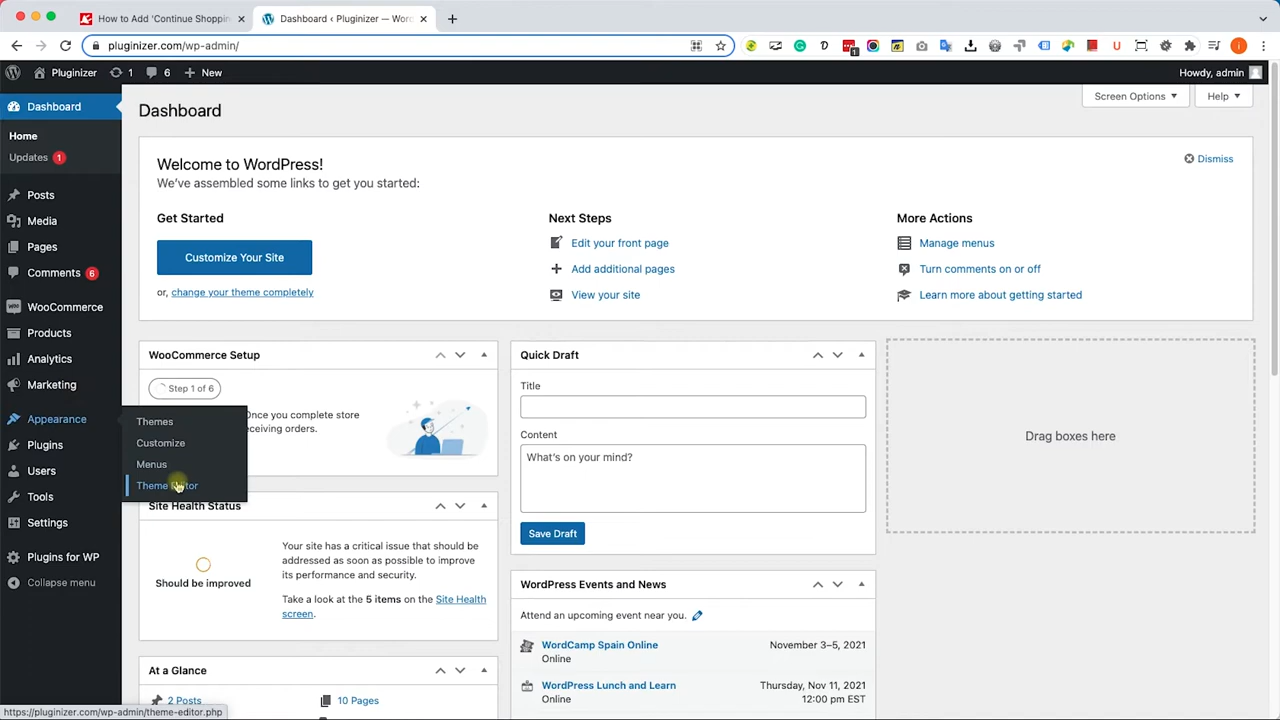 How to Add 'Continue Shoppin
Dashboard ‹ Pluginizer — Wor
pluginizer.com/wp-admin/
1
Pluginizer
1
6
New
Howdy, admin
Dashboard
Home
Updates 1
Posts
Media
Pages
Comments 6
WooCommerce
Products
Analytics
Marketing
Appearance
Plugins
Users
Tools
Settings
Plugins for WP
Collapse menu
Themes
Customize
Menus
Theme Editor
Dashboard
Screen Options
Help
Welcome to WordPress!
We've assembled some links to get you started:
Dismiss
Get Started
Customize Your Site
or, change your theme completely
Next Steps
Edit your front page
Add additional pages
View your site
More Actions
Manage menus
Turn comments on or off
Learn more about getting started
WooCommerce Setup
Step 1 of 6
Once you complete store
eceiving orders.
Site Health Status
Should be improved
Your site has a critical issue that should be
addressed as soon as possible to improve
its performance and security.
Take a look at the 5 items on the Site Health
screen.
At a Glance
2 Posts
10 Pages
Quick Draft
Title
Content
What's on your mind?
Save Draft
WordPress Events and News
Attend an upcoming event near you.
WordCamp Spain Online
Online
November 3–5, 2021
WordPress Lunch and Learn
Online
Thursday, Nov 11, 2021
12:00 pm EST
Drag boxes here
https://pluginizer.com/wp-admin/theme-editor.php